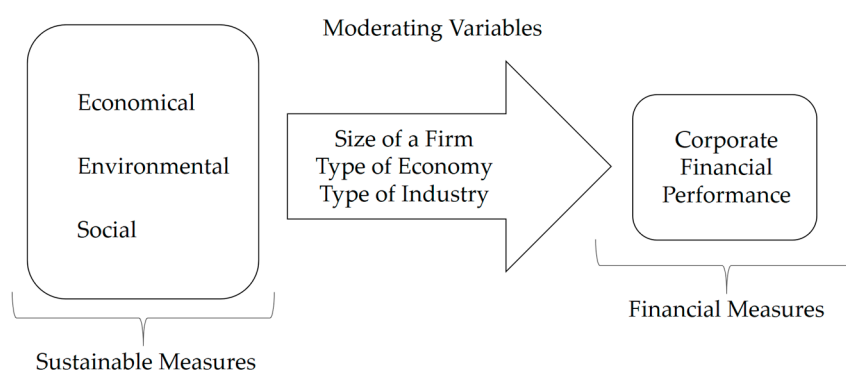 Moderating Variables
Economical
Environmental
Social
Size of a Firm
Type of Economy
Type of Industry
Corporate
Financial
Performance
Sustainable Measures
Financial Measures